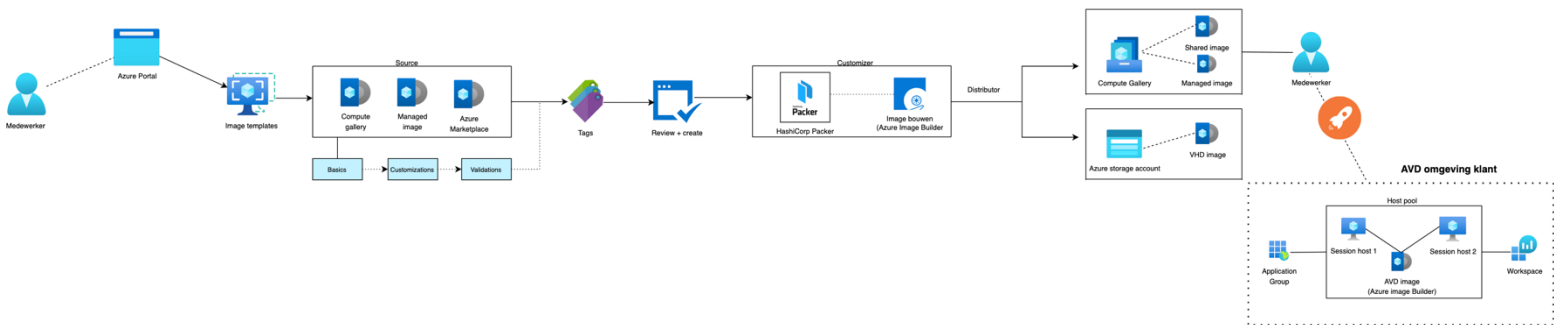 Medewerker
Azure Portal
Image templates
Source
Compute
gallery
Managed
image
Azure
Marketplace
Basics
Customizations
Validations
Tags
Review + create
Customizer
HashiCorp
Packer
HashiCorp Packer
Image bouwen
(Azure Image Builder
Distributor
Compute Gallery
Shared image
Managed image
Azure storage account
VHD image
Medewerker
AVD omgeving klant
Host pool
Session host 1
Session host 2
AVD image
(Azure image Builder)
Application
Group
Workspace